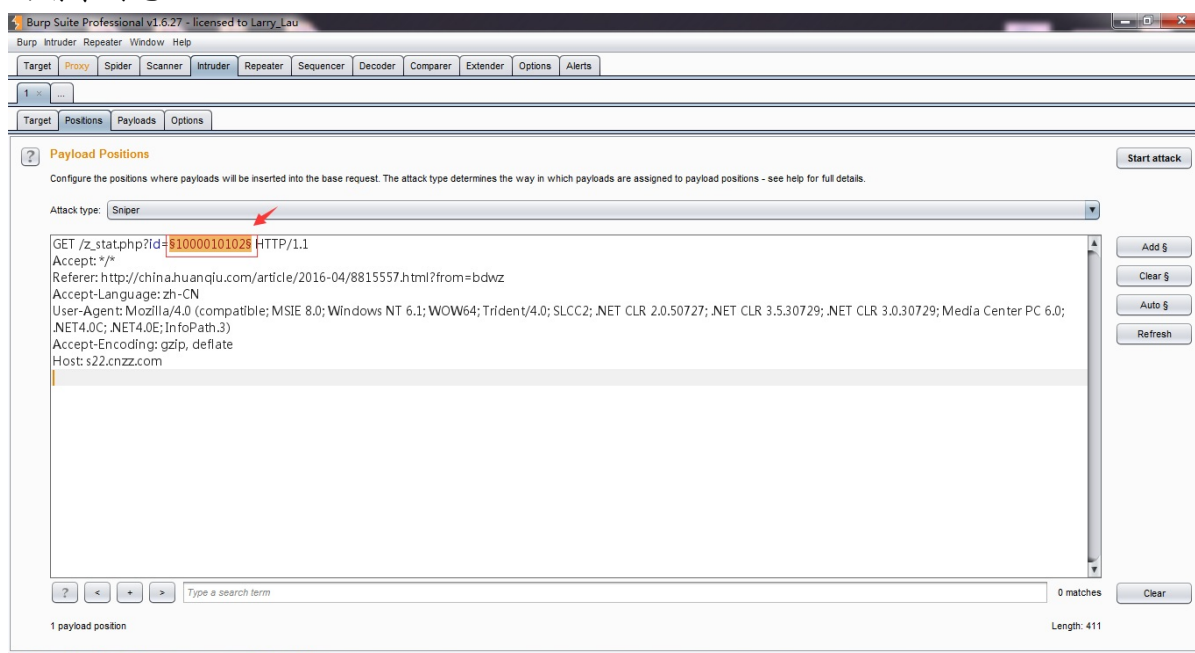 Burp Suite Professional v1.6.27 - licensed to Larry_Lau
Burp Intruder Repeater Window Help
Target Proxy Spider Scanner Intruder Repeater Sequencer Decoder Comparer Extender Options Alerts
1 × ...
Target Positions Payloads Options
? Payload Positions
Start attack
Configure the positions where payloads will be inserted into the base request. The attack type determines the way in which payloads are assigned to payload positions - see help for full details.
Attack type: Sniper
GET /z_stat.php?id=§1000010102§ HTTP/1.1
Accept: */*
Referer: http://china.huanqiu.com/article/2016-04/8815557.html?from=bdwz
Accept-Language: zh-CN
User-Agent: Mozilla/4.0 (compatible; MSIE 8.0; Windows NT 6.1; WOW64; Trident/4.0; SLCC2; .NET CLR 2.0.50727; .NET CLR 3.5.30729; .NET CLR 3.0.30729; Media Center PC 6.0;
.NET4.0C; .NET4.0E; InfoPath.3)
Accept-Encoding: gzip, deflate
Host: s22.cnzz.com
Add §
Clear §
Auto §
Refresh
? < + > Type a search term
0 matches
Clear
1 payload position
Length: 411